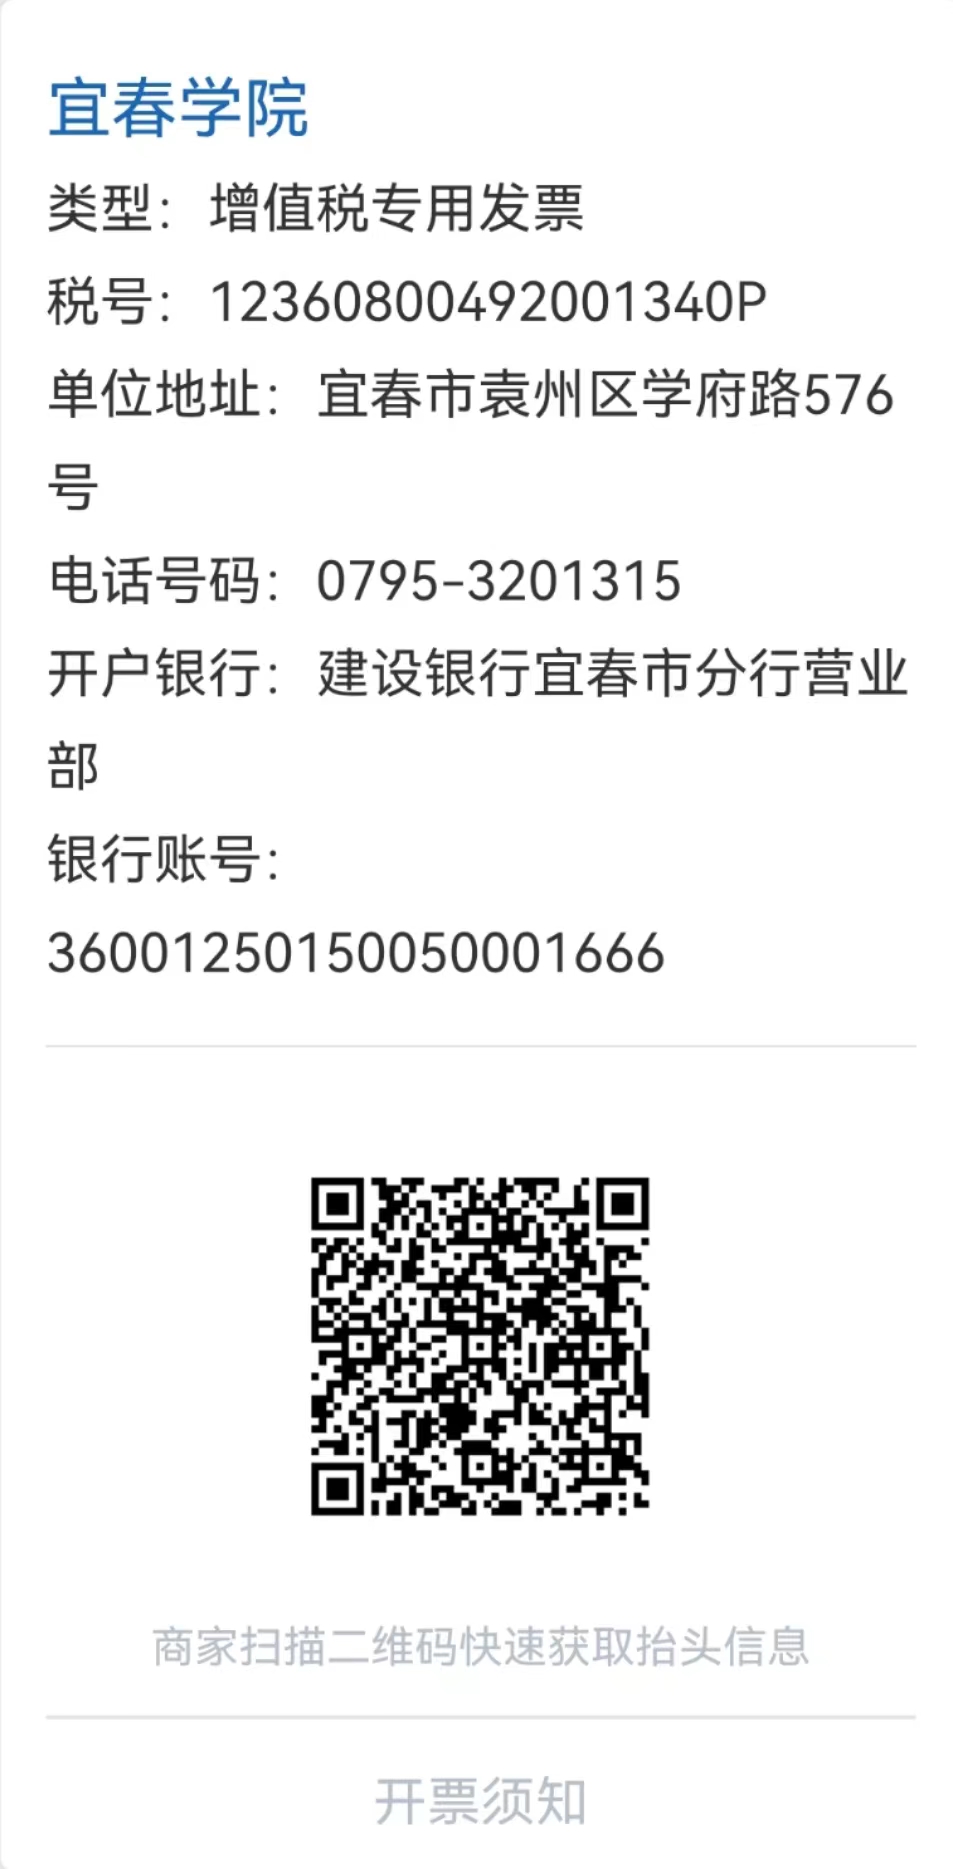 宜春学院
类型：增值税专用发票
税号：12360800492001340P
单位地址：宜春市袁州区学府路576
号
电话号码：0795-3201315
开户银行：建设银行宜春市分行营业
部
银行账号：
36001250150050001666
商家扫描二维码快速获取抬头信息
开票须知